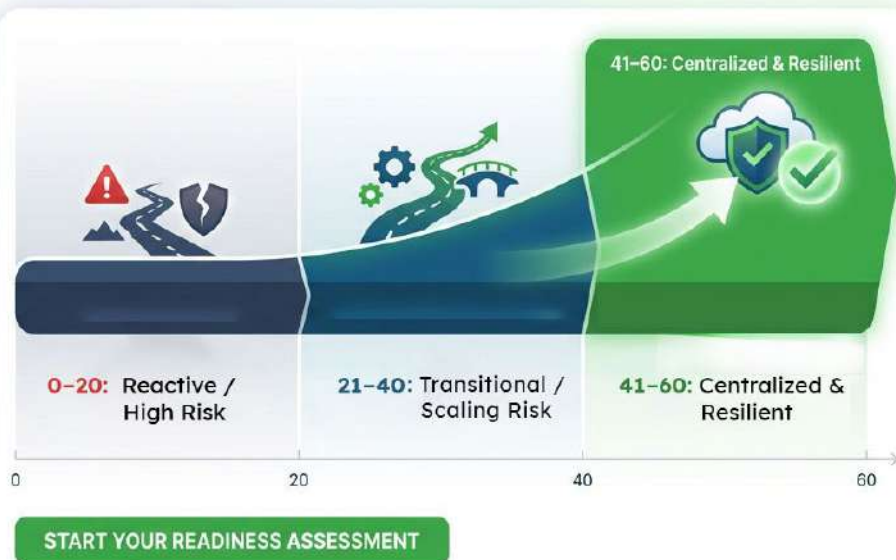 41–60: Centralized & Resilient
0–20: Reactive /
High Risk
21–40: Transitional /
Scaling Risk
41–60: Centralized &
Resilient
0
20
40
60
START YOUR READINESS ASSESSMENT